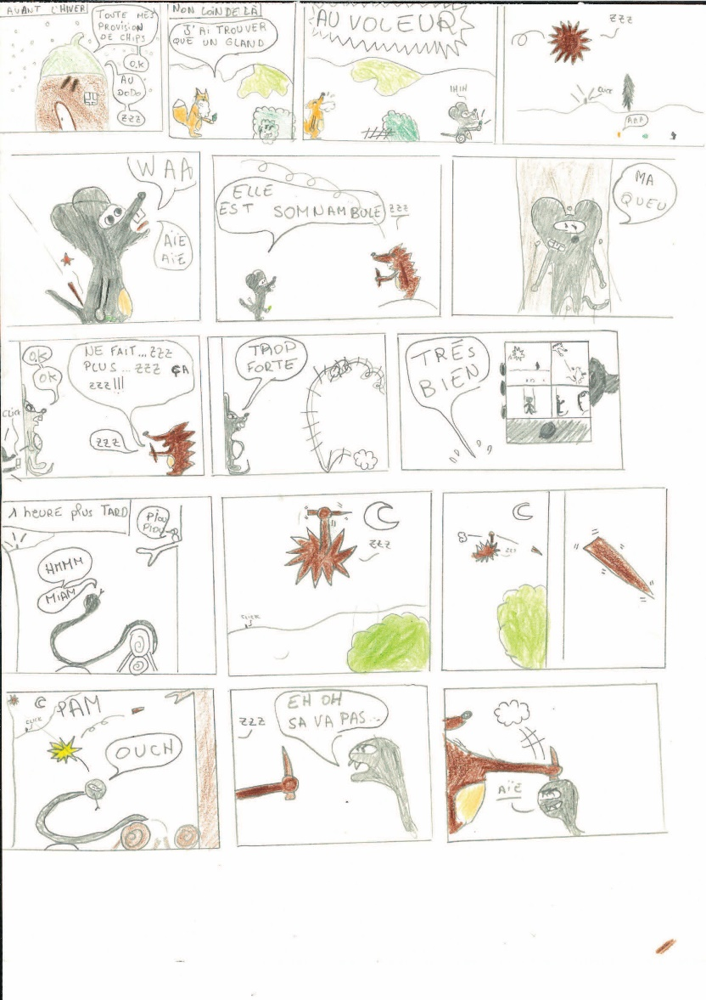 AVANT L'HIVER
TOUTE MES
PROVISION
DE CHIPS
O.K
AU
DODO
ZZZ
NON LOIN DE LÀ
J'AI TROUVER
QUE UN GLAND
AU VOLEUR
IHIH
ZZZ
CLICK
AAA
WAA
AÏE
AÏE
ELLE
EST SOMNAMBULE
ZZZ
MA
QUEU
OK
OK
CLICK
NE FAIT...ZZZ
PLUS...ZZZ ÇA
ZZZ!!!
ZZZ
TROP
FORTE
TRÉS
BIEN
1 HEURE PLUS TARD
PIOU
PIOU
HMMM
MIAM
ZZZ
CLICK
ZZZ
CLICK
PAM
OUCH
ZZZ
EH OH
SA VA PAS...
AÏE